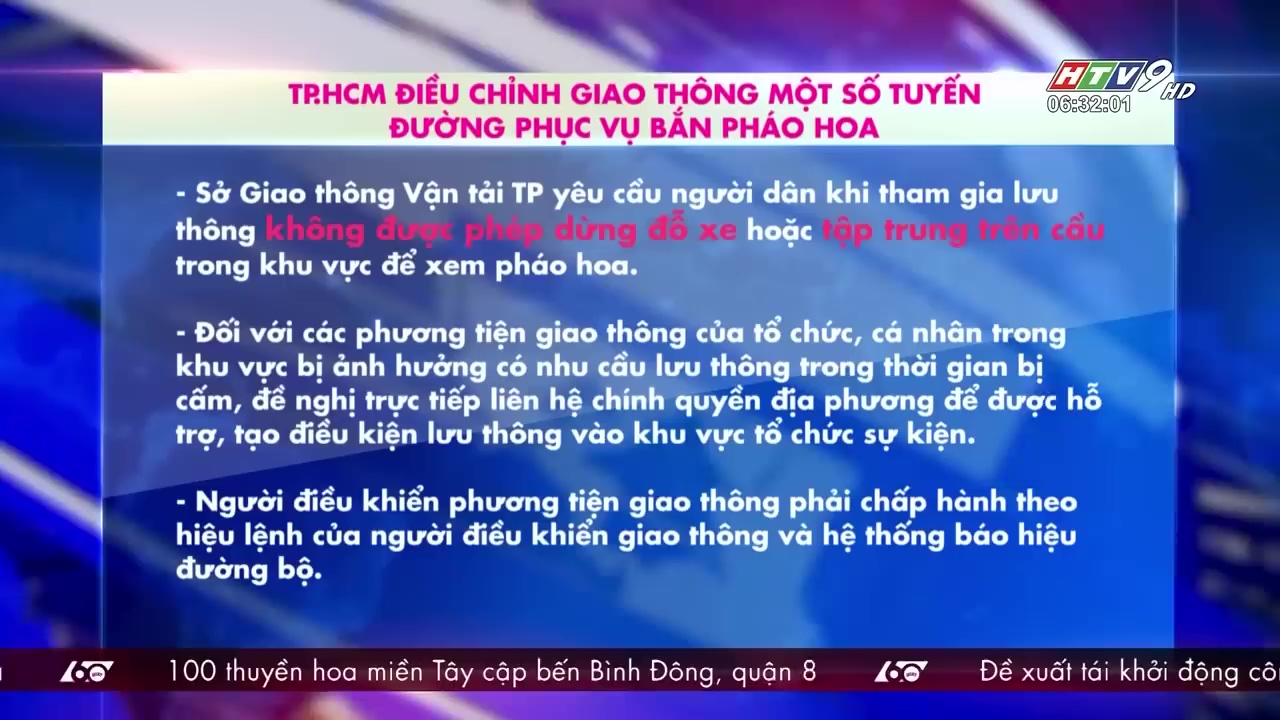 TP.HCM ĐIỀU CHỈNH GIAO THÔNG MỘT SỐ TUYẾN
ĐƯỜNG PHỤC VỤ BẮN PHÁO HOA
HTV9 HD
06:32:01
- Sở Giao thông Vận tải TP yêu cầu người dân khi tham gia lưu
thông không được phép dừng đỗ xe hoặc tập trung trên cầu
trong khu vực để xem pháo hoa.
- Đối với các phương tiện giao thông của tổ chức, cá nhân trong
khu vực bị ảnh hưởng có nhu cầu lưu thông trong thời gian bị
cấm, đề nghị trực tiếp liên hệ chính quyền địa phương để được hỗ
trợ, tạo điều kiện lưu thông vào khu vực tổ chức sự kiện.
- Người điều khiển phương tiện giao thông phải chấp hành theo
hiệu lệnh của người điều khiển giao thông và hệ thống báo hiệu
đường bộ.
60 giây 100 thuyền hoa miền Tây cập bến Bình Đông, quận 8 60 giây Đề xuất tái khởi động